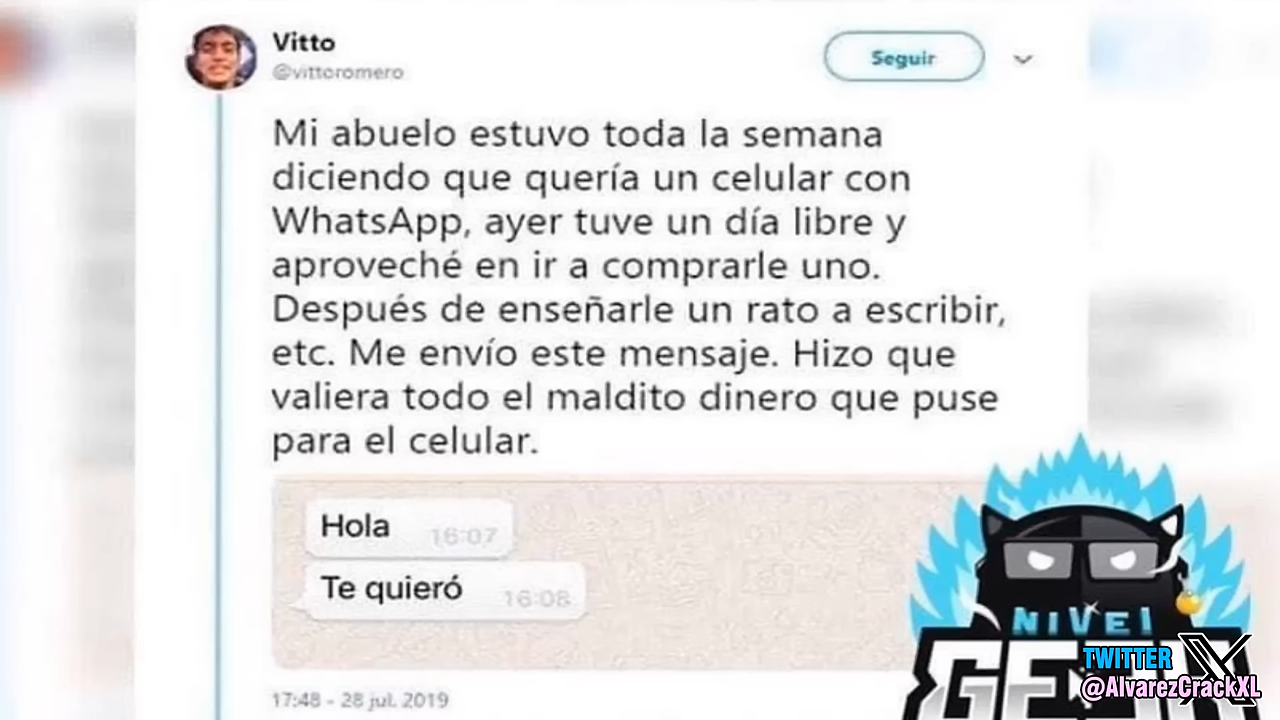 Vitto
@vittoromero
Seguir
Mi abuelo estuvo toda la semana
diciendo que quería un celular con
WhatsApp, ayer tuve un día libre y
aproveché en ir a comprarle uno.
Después de enseñarle un rato a escribir,
etc. Me envío este mensaje. Hizo que
valiera todo el maldito dinero que puse
para el celular.
Hola 16:07
Te quieró 16:08
17:48 - 28 jul. 2019
NIVEl
GEEK
TWITTER X
@AlvarezCrackXL